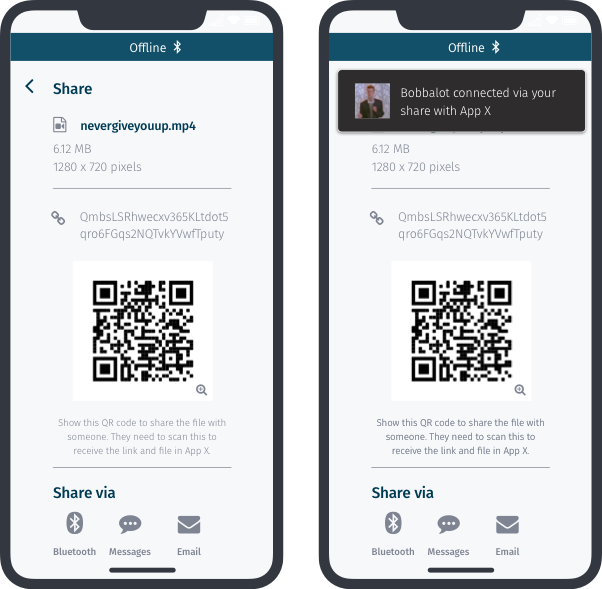 Offline
Share
nevergiveyouup.mp4
6.12 MB
1280 x 720 pixels
QmbsLSRhwecxv365KLtdot5
qro6FGqs2NQTvkYVwfTputy
Show this QR code to share the file with
someone. They need to scan this to
receive the link and file in App X.
Share via
Bluetooth Messages Email
Offline
Bobbalot connected via your
share with App X
6.12 MB
1280 x 720 pixels
QmbsLSRhwecxv365KLtdot5
qro6FGqs2NQTvkYVwfTputy
Show this QR code to share the file with
someone. They need to scan this to
receive the link and file in App X.
Share via
Bluetooth Messages Email